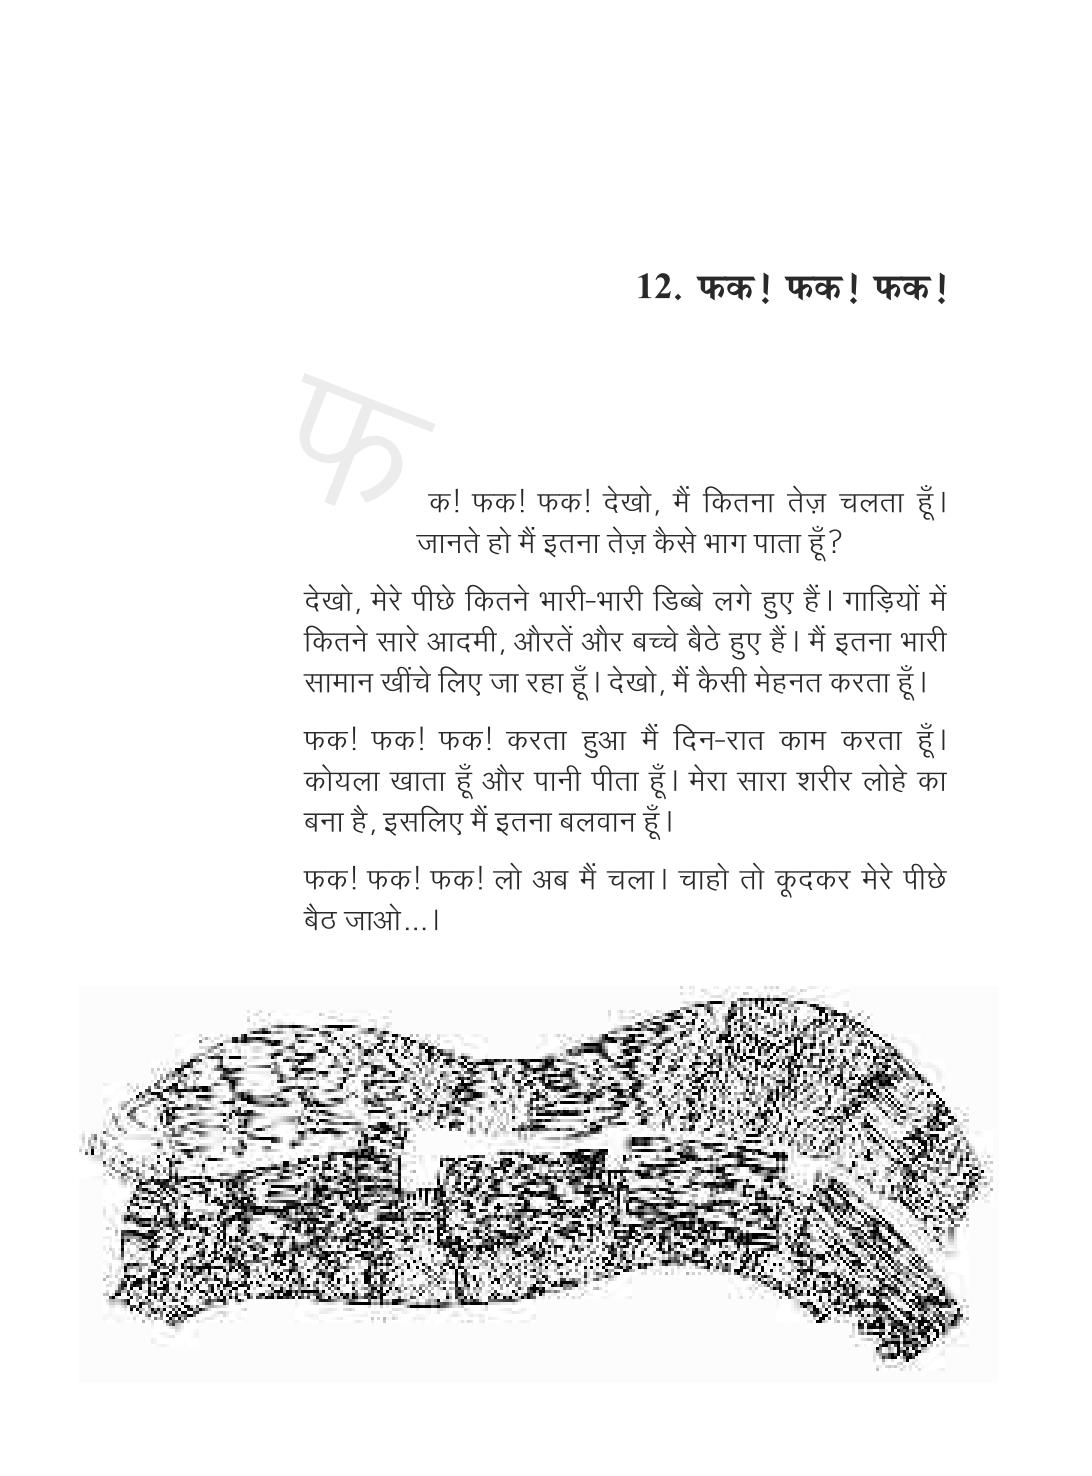 12. फक! फक! फक!
फक! फक! फक! देखो, मैं कितना तेज़ चलता हूँ।
जानते हो मैं इतना तेज़ कैसे भाग पाता हूँ?
देखो, मेरे पीछे कितने भारी-भारी डिब्बे लगे हुए हैं। गाड़ियों में
कितने सारे आदमी, औरतें और बच्चे बैठे हुए हैं। मैं इतना भारी
सामान खींचे लिए जा रहा हूँ। देखो, मैं कैसी मेहनत करता हूँ।
फक! फक! फक! करता हुआ मैं दिन-रात काम करता हूँ।
कोयला खाता हूँ और पानी पीता हूँ। मेरा सारा शरीर लोहे का
बना है, इसलिए मैं इतना बलवान हूँ।
फक! फक! फक! लो अब मैं चला। चाहो तो कूदकर मेरे पीछे
बैठ जाओ...।